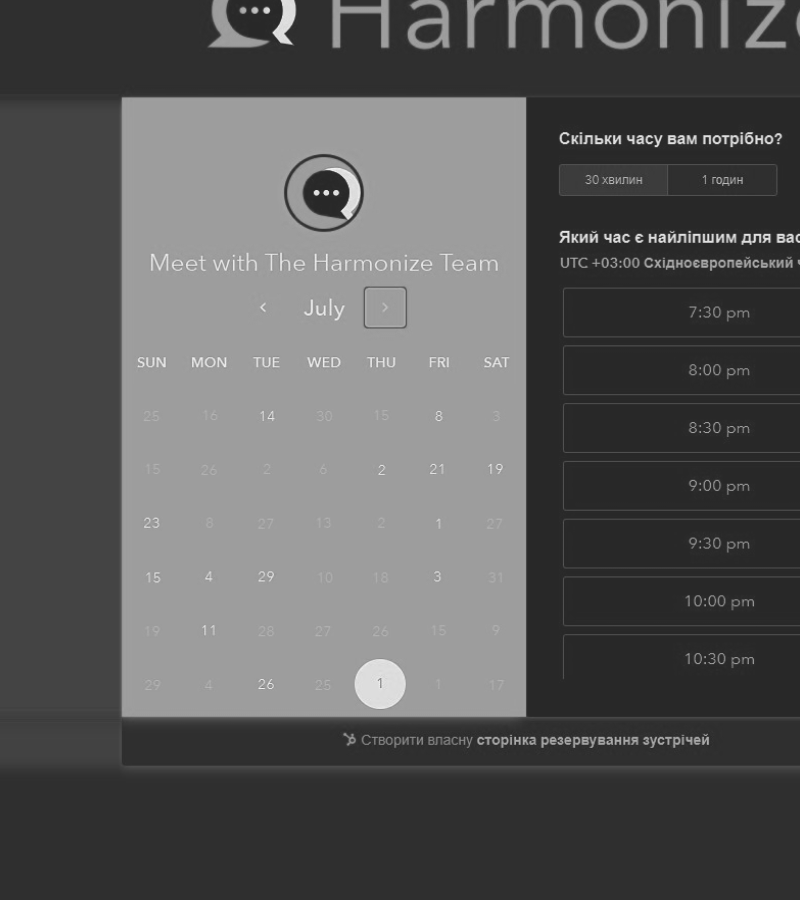 Harmonize
Meet with The Harmonize Team
July
SUN MON TUE WED THU FRI SAT
25 16 14 30 15 8 3
15 26 2 6 2 21 19
23 8 27 13 2 1 27
15 4 29 10 18 3 31
19 11 28 27 26 15 9
29 4 26 25 1 1 17
Скільки часу вам потрібно?
30 хвилин 1 годин
Який час є найліпшим для вас
UTC +03:00 Східноєвропейський ч
7:30 pm
8:00 pm
8:30 pm
9:00 pm
9:30 pm
10:00 pm
10:30 pm
Створити власну сторінка резервування зустрічей